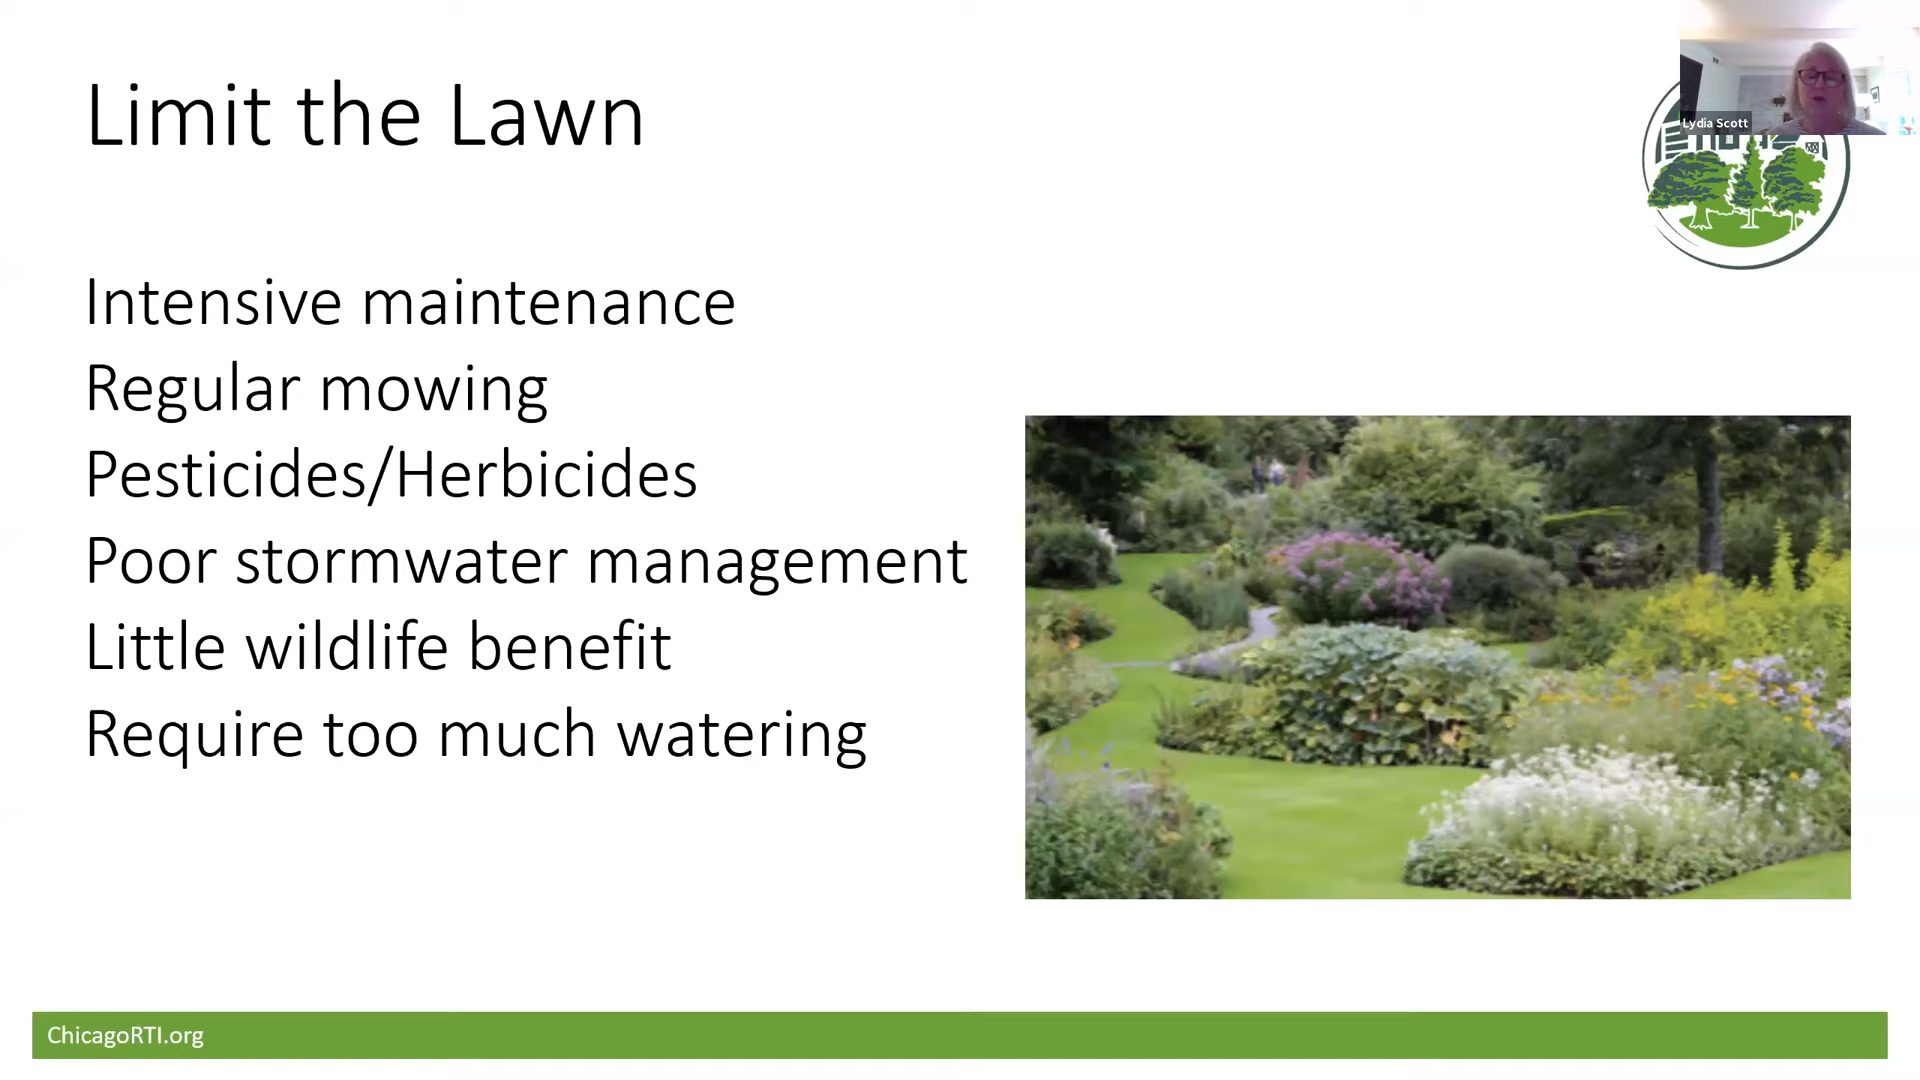 Limit the Lawn
Lydia Scott
Intensive maintenance
Regular mowing
Pesticides/Herbicides
Poor stormwater management
Little wildlife benefit
Require too much watering
ChicagoRTI.org